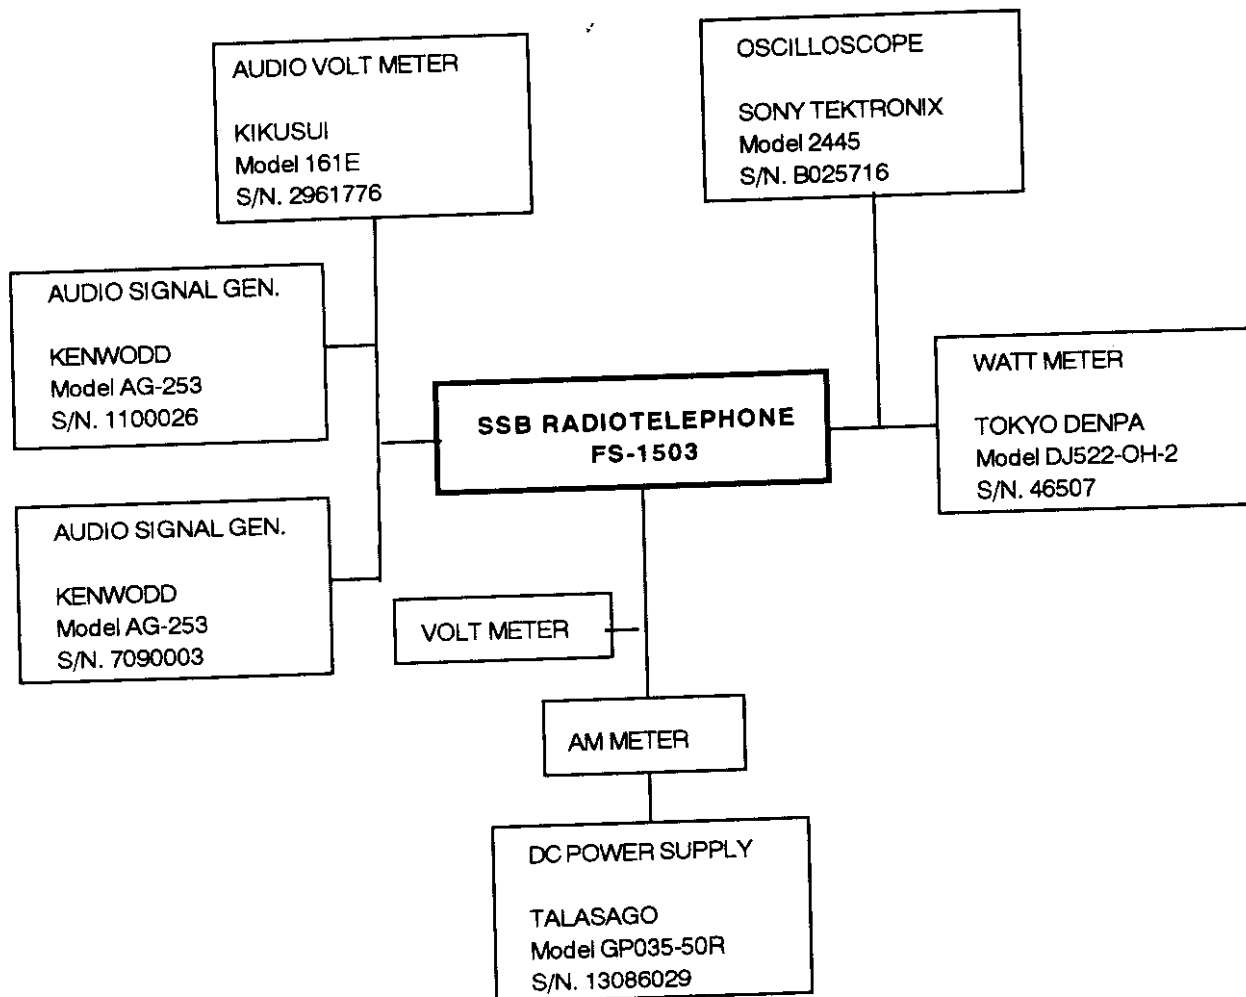 AUDIO VOLT METER
KIKUSUI
Model 161E
S/N. 2961776
OSCILLOSCOPE
SONY TEKTRONIX
Model 2445
S/N. B025716
AUDIO SIGNAL GEN.
KENWODD
Model AG-253
S/N. 1100026
SSB RADIOTELEPHONE
FS-1503
WATT METER
TOKYO DENPA
Model DJ522-OH-2
S/N. 46507
AUDIO SIGNAL GEN.
KENWODD
Model AG-253
S/N. 7090003
VOLT METER
AM METER
DC POWER SUPPLY
TALASAGO
Model GP035-50R
S/N. 13086029